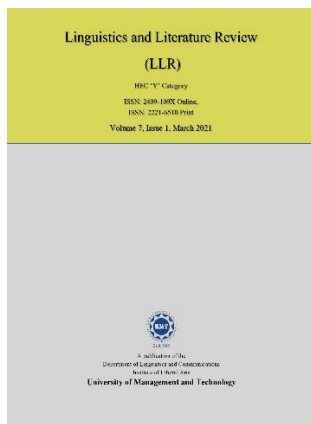 Linguistics and Literature Review
(LLR)
HEC "Y" Category
ISSN: 2409-109X Online,
ISSN: 2221-6510 Print
Volume 7, Issue 1, March 2021
UMT
A publication of the
Department of Linguistics and Communications
Institute of Liberal Arts
University of Management and Technology